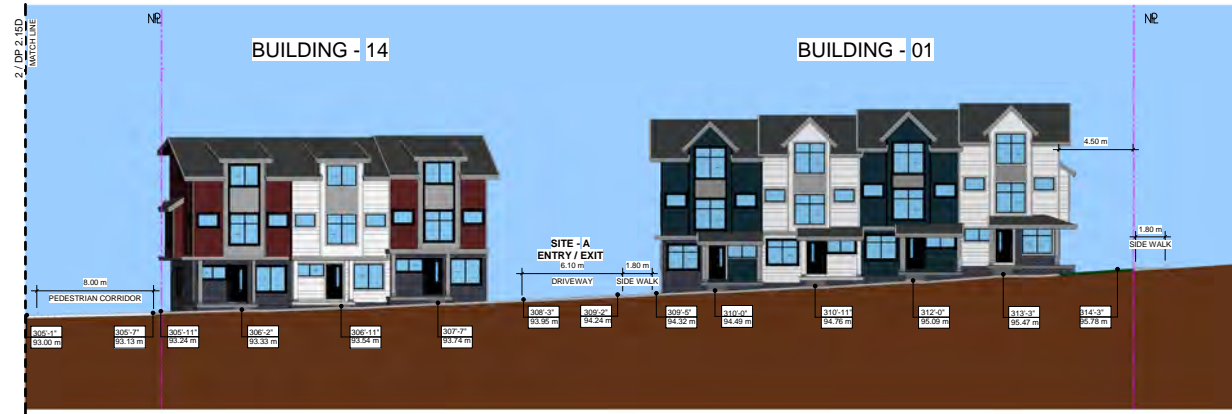 2 / DP 2.15D
MATCH LINE
BUILDING - 14
BUILDING - 01
4.50 m
1.80 m
SIDE WALK
SITE - A
ENTRY / EXIT
6.10 m
DRIVEWAY
1.80 m
SIDE WALK
8.00 m
PEDESTRIAN CORRIDOR
305'-1"
93.00 m
305'-7"
93.13 m
305'-11"
93.24 m
306'-2"
93.33 m
306'-11"
93.54 m
307'-7"
93.74 m
308'-3"
93.95 m
309'-2"
94.24 m
309'-5"
94.32 m
310'-0"
94.49 m
310'-11"
94.76 m
312'-0"
95.09 m
313'-3"
95.47 m
314'-3"
95.78 m